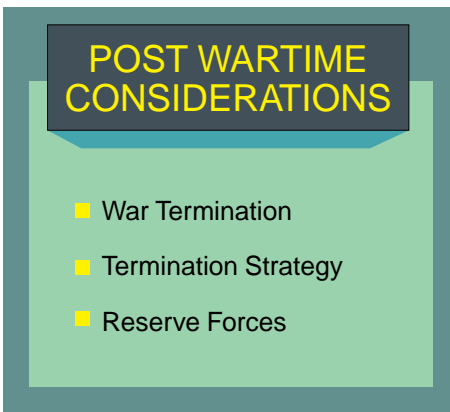 POST WARTIME
CONSIDERATIONS
War Termination
Termination Strategy
Reserve Forces